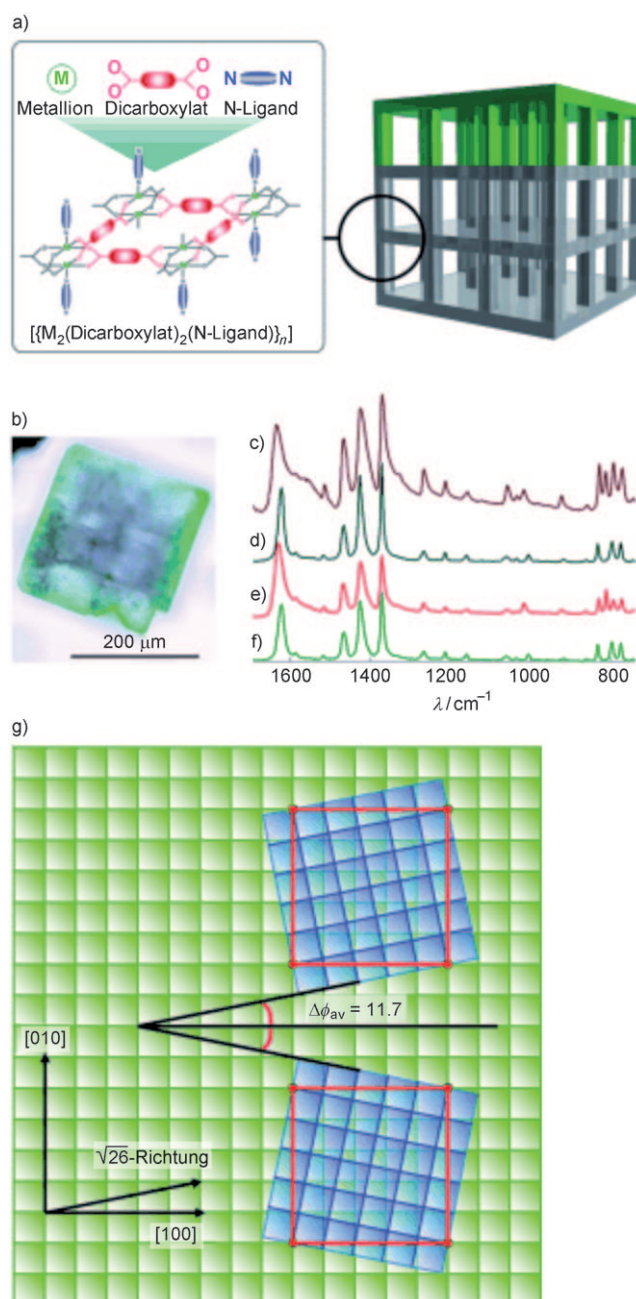 a)
M
O O
O O
N N
Metallion Dicarboxylat N-Ligand
[{M₂(Dicarboxylat)₂(N-Ligand)}ₙ]
b)
200 μm
c)
d)
e)
f)
1600 1400 1200 1000 800
λ/cm⁻¹
g)
Δϕav = 11.7
[010]
√26-Richtung
[100]